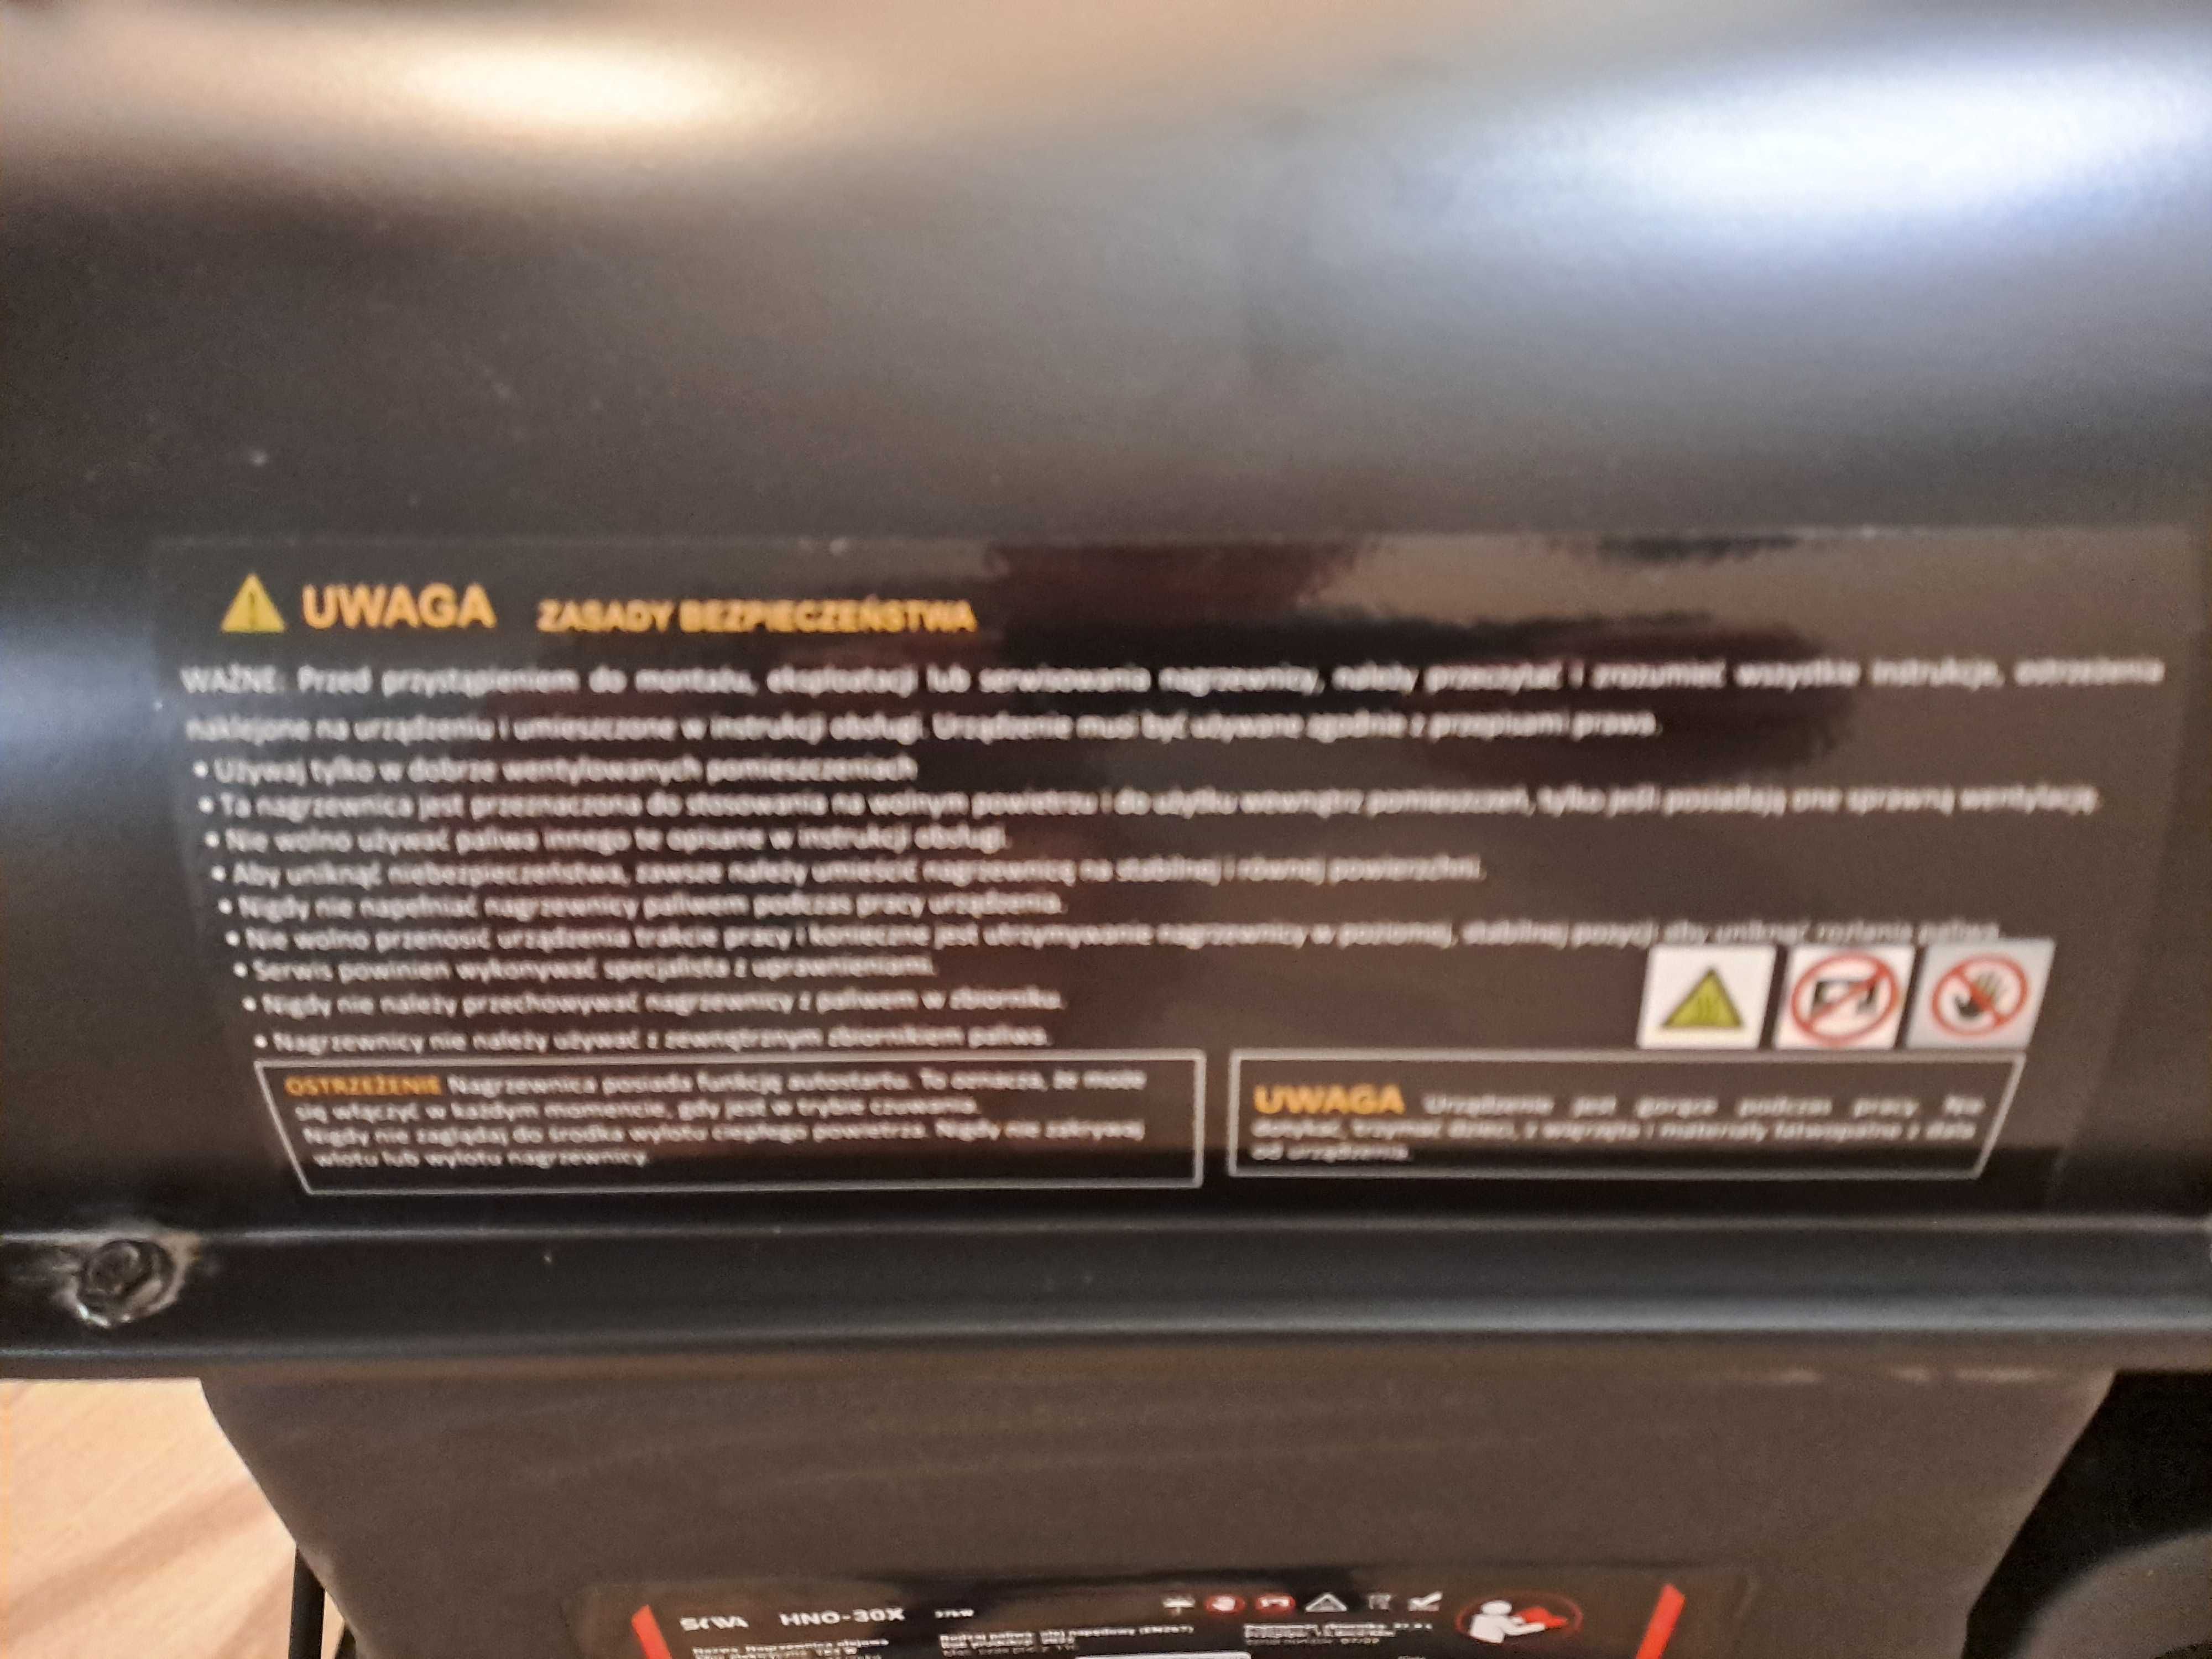 UWAGA ZASADY BEZPIECZEŃSTWA
WAŻNE: Przed przystąpieniem do montażu, eksploatacji lub serwisowania nagrzewnicy, należy przeczytać i zrozumieć wszystkie instrukcje, ostrzeżenia
naklejone na urządzeniu i umieszczone w instrukcji obsługi. Urządzenie musi być używane zgodnie z przepisami prawa.
• Używaj tylko w dobrze wentylowanych pomieszczeniach
• Ta nagrzewnica jest przeznaczona do stosowania na wolnym powietrzu i do użytku wewnątrz pomieszczeń, tylko jeśli posiadają one sprawną wentylację.
• Nie wolno używać paliwa innego te opisane w instrukcji obsługi.
• Aby uniknąć niebezpieczeństwa, zawsze należy umieścić nagrzewnicę na stabilnej i równej powierzchni.
• Nigdy nie napełniać nagrzewnicy paliwem podczas pracy urządzenia.
• Nie wolno przenosić urządzenia trakcie pracy i konieczne jest utrzymywanie nagrzewnicy w poziomej, stabilnej pozycji aby uniknąć rozlania paliwa.
• Serwis powinien wykonywać specjalista z uprawnieniami.
• Nigdy nie należy przechowywać nagrzewnicy z paliwem w zbiorniku.
• Nagrzewnicy nie należy używać z zewnętrznym zbiornikiem paliwa.
OSTRZEŻENIE Nagrzewnica posiada funkcję autostartu. To oznacza, że może
się włączyć w każdym momencie, gdy jest w trybie czuwania.
Nigdy nie zaglądaj do środka wylotu ciepłego powietrza. Nigdy nie zakrywaj
wlotu lub wylotu nagrzewnicy.
UWAGA Urządzenie jest gorące podczas pracy. Nie
dotykać, trzymać dzieci, zwierzęta i materiały łatwopalne z dala
od urządzenia.
HNO-30X
Nazwa: Nagrzewnica olejowa
Rodzaj paliwa: olej napędowy